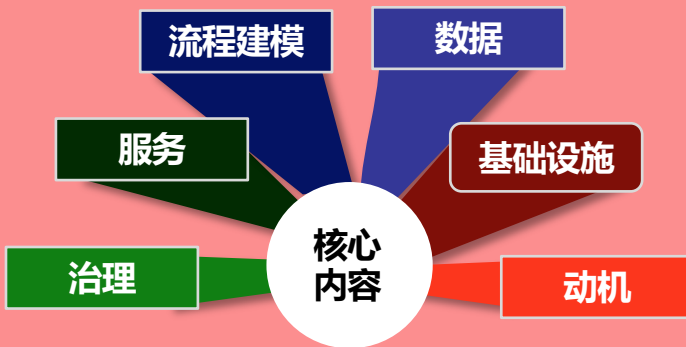 流程建模
数据
服务
基础设施
核心
内容
治理
动机